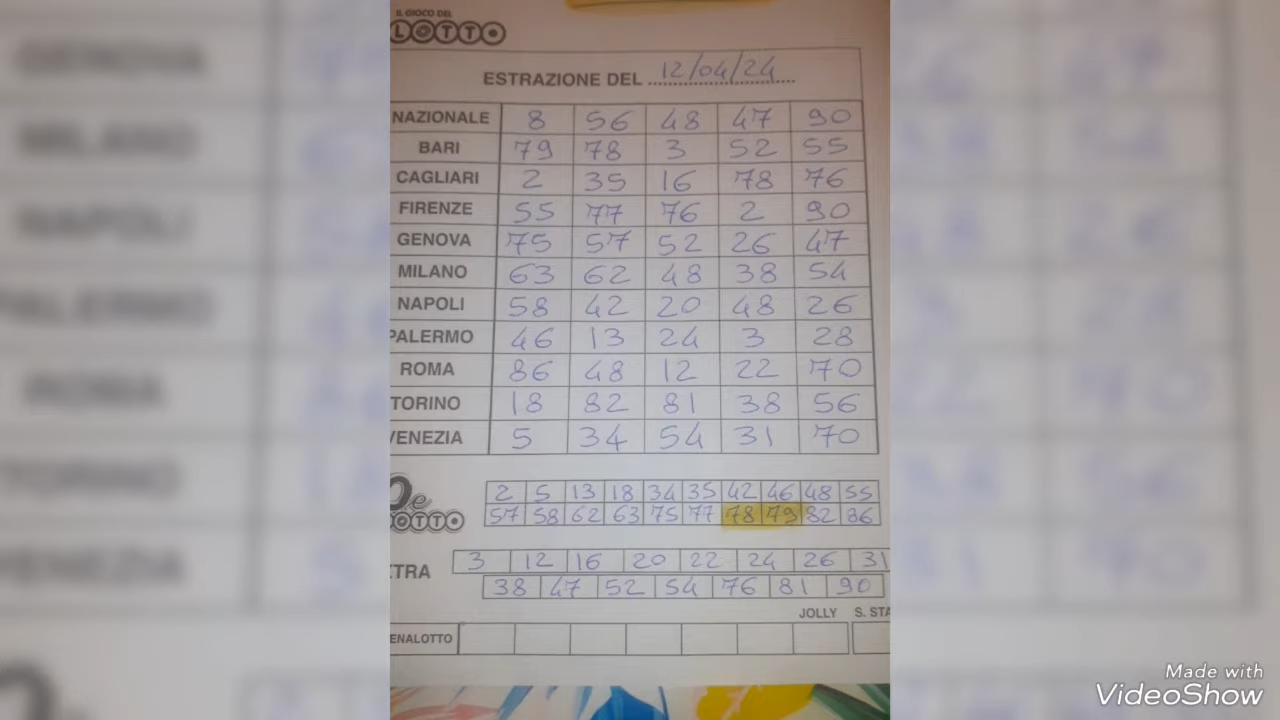 IL GIOCO DEL
LOTTO
ESTRAZIONE DEL 12/04/24
NAZIONALE 8 56 48 47 90
BARI 79 78 3 52 55
CAGLIARI 2 35 16 78 76
FIRENZE 55 77 76 2 90
GENOVA 75 57 52 26 47
MILANO 63 62 48 38 54
NAPOLI 58 42 20 48 26
PALERMO 46 13 24 3 28
ROMA 86 48 12 22 70
TORINO 18 82 81 38 56
VENEZIA 5 34 54 31 70
2 5 13 18 34 35 42 46 48 55
57 58 62 63 75 77 78 79 82 86
OTTO
TRA 3 12 16 20 22 24 26 31
38 47 52 54 76 81 90
JOLLY S. STA
ENALOTTO
Made with
VideoShow